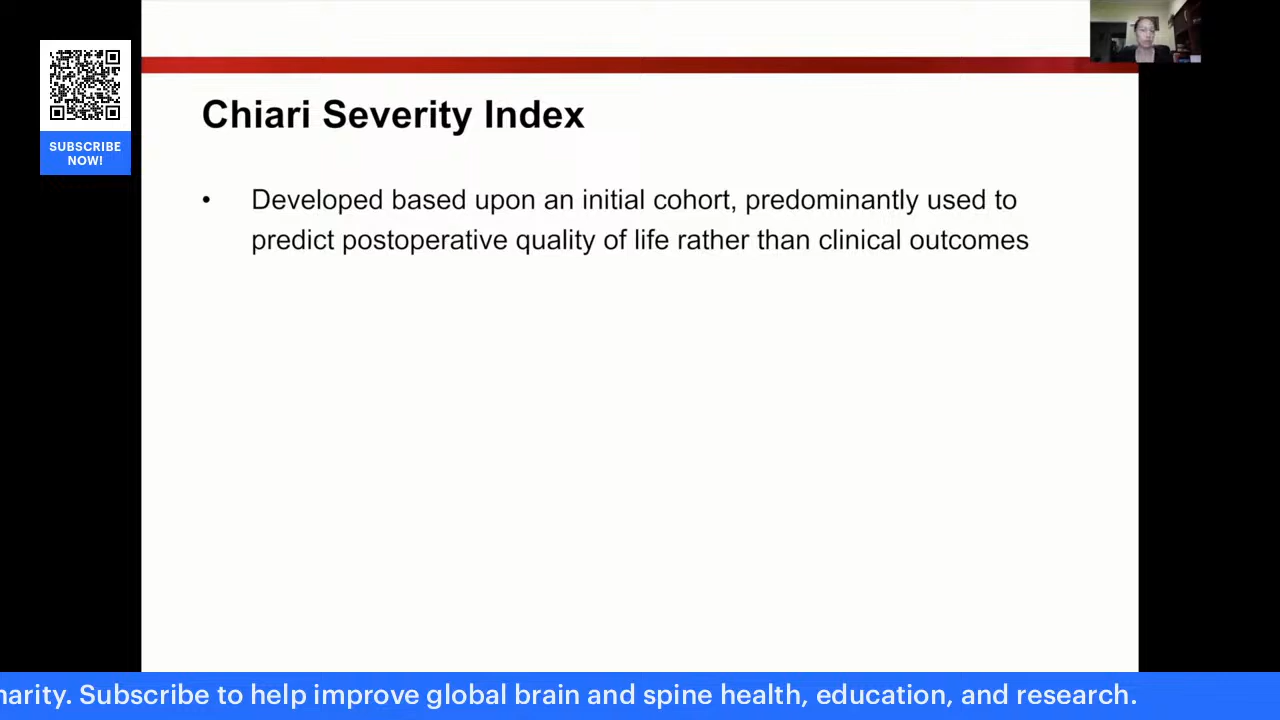 SUBSCRIBE
NOW!
Chiari Severity Index
• Developed based upon an initial cohort, predominantly used to
predict postoperative quality of life rather than clinical outcomes
arity. Subscribe to help improve global brain and spine health, education, and research.